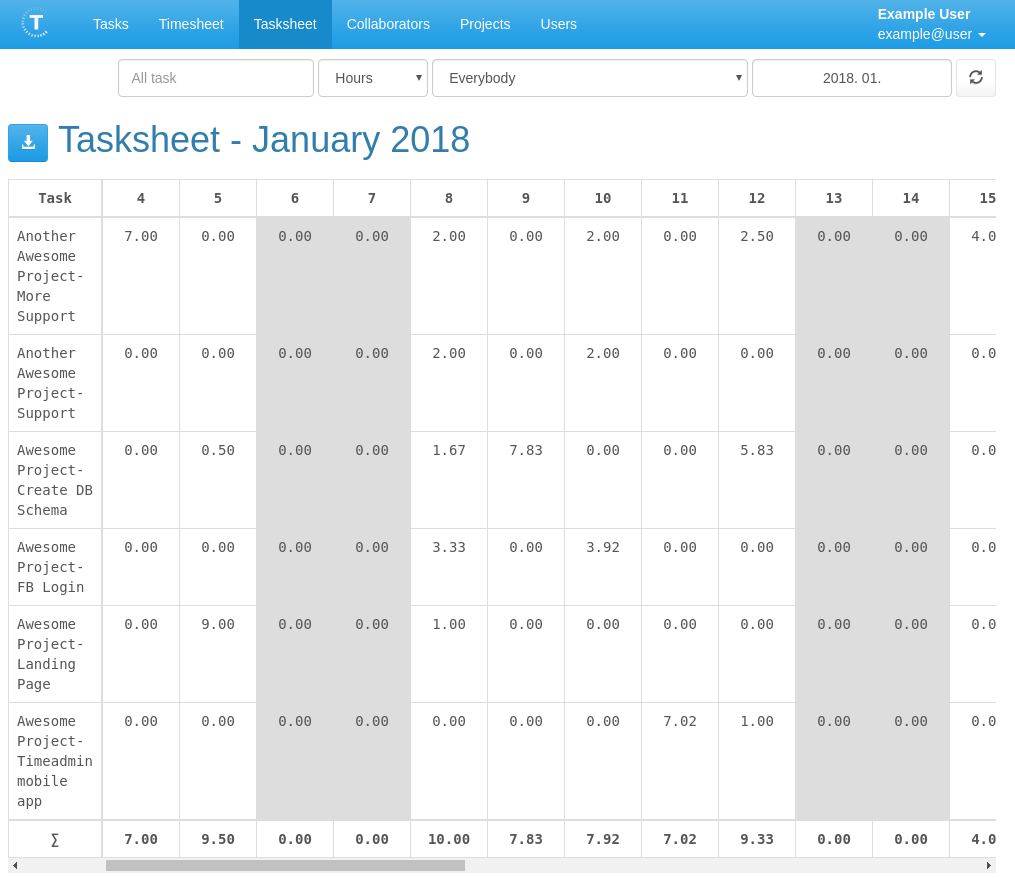 T Tasks Timesheet Tasksheet Collaborators Projects Users Example User
example@user
All task Hours Everybody 2018. 01.
Tasksheet - January 2018
Task 4 5 6 7 8 9 10 11 12 13 14 15
Another 7.00 0.00 0.00 0.00 2.00 0.00 2.00 0.00 2.50 0.00 0.00 4.0
Awesome
Project-
More
Support
Another 0.00 0.00 0.00 0.00 2.00 0.00 2.00 0.00 0.00 0.00 0.00 0.0
Awesome
Project-
Support
Awesome 0.00 0.50 0.00 0.00 1.67 7.83 0.00 0.00 5.83 0.00 0.00 0.0
Project-
Create DB
Schema
Awesome 0.00 0.00 0.00 0.00 3.33 0.00 3.92 0.00 0.00 0.00 0.00 0.0
Project-
FB Login
Awesome 0.00 9.00 0.00 0.00 1.00 0.00 0.00 0.00 0.00 0.00 0.00 0.0
Project-
Landing
Page
Awesome 0.00 0.00 0.00 0.00 0.00 0.00 0.00 7.02 1.00 0.00 0.00 0.0
Project-
Timeadmin
mobile
app
∑ 7.00 9.50 0.00 0.00 10.00 7.83 7.92 7.02 9.33 0.00 0.00 4.0